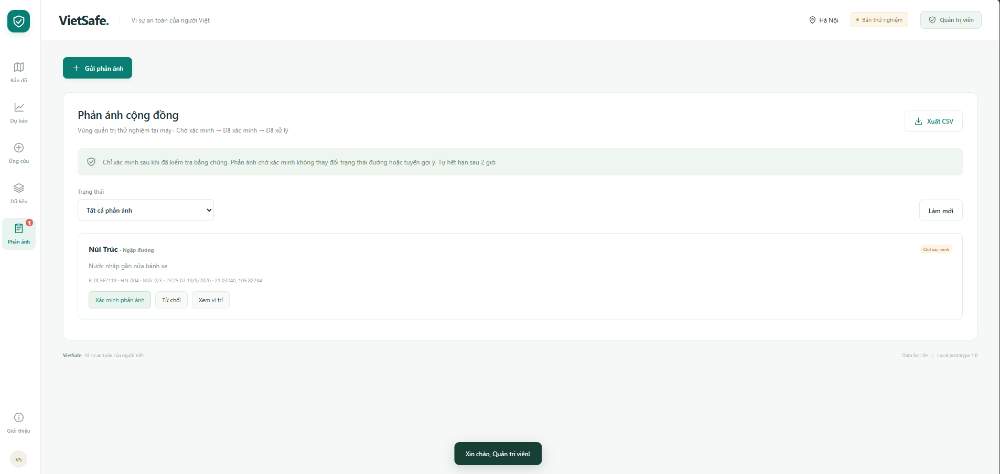 VietSafe.
Vì sự an toàn của người Việt
Hà Nội
Bản thử nghiệm
Quản trị viên
Bản đồ
Dự báo
Ứng cứu
Dữ liệu
1
Phản ánh
Giới thiệu
VS
Gửi phản ánh
Phản ánh cộng đồng
Vùng quản trị thử nghiệm tại máy · Chờ xác minh → Đã xác minh → Đã xử lý
Xuất CSV
Chỉ xác minh sau khi đã kiểm tra bằng chứng. Phản ánh chờ xác minh không thay đổi trạng thái đường hoặc tuyến gợi ý. Tự hết hạn sau 2 giờ.
Trạng thái
Tất cả phản ánh
Làm mới
Núi Trúc · Ngập đường
Chờ xác minh
Nước nhập gần nửa bánh xe
R-0C5F7118 · HN-004 · Mức 2/3 · 23:25:07 19/9/2026 · 21.03240, 105.82284
Xác minh phản ánh
Từ chối
Xem vị trí
VietSafe · Vì sự an toàn của người Việt
Data for Life / Local prototype 1.0
Xin chào, Quản trị viên!